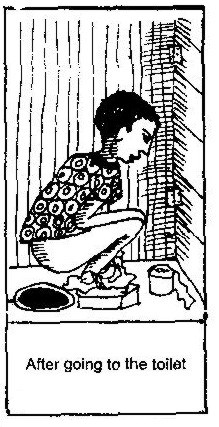 After going to the toilet